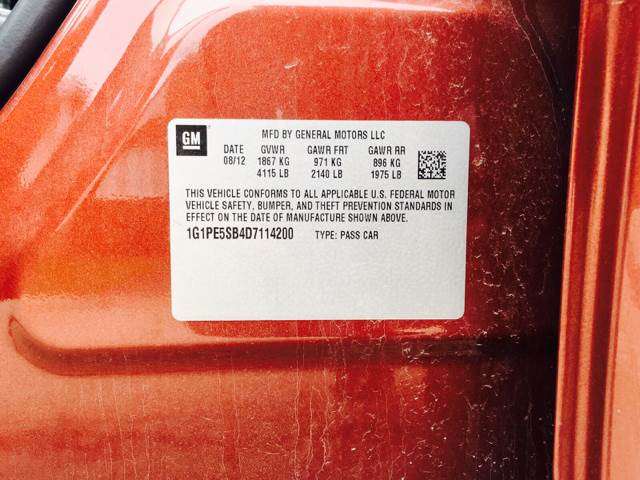 GM
MFD BY GENERAL MOTORS LLC
DATE GVWR GAWR FRT GAWR RR
08/12 1867 KG 971 KG 896 KG
4115 LB 2140 LB 1975 LB
THIS VEHICLE CONFORMS TO ALL APPLICABLE U.S. FEDERAL MOTOR
VEHICLE SAFETY, BUMPER, AND THEFT PREVENTION STANDARDS IN
EFFECT ON THE DATE OF MANUFACTURE SHOWN ABOVE.
1G1PE5SB4D7114200 TYPE: PASS CAR